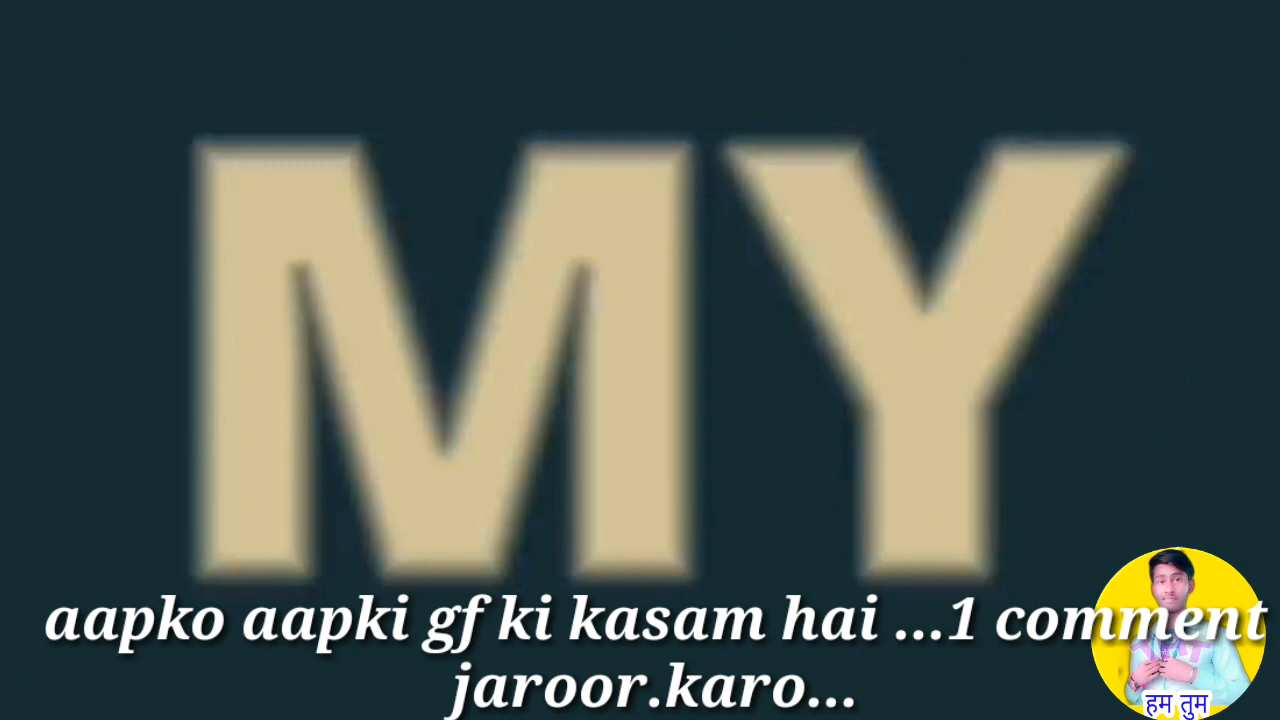 MY
aapko aapki gf ki kasam hai ...1 comment
jaroor.karo...
हम तुम